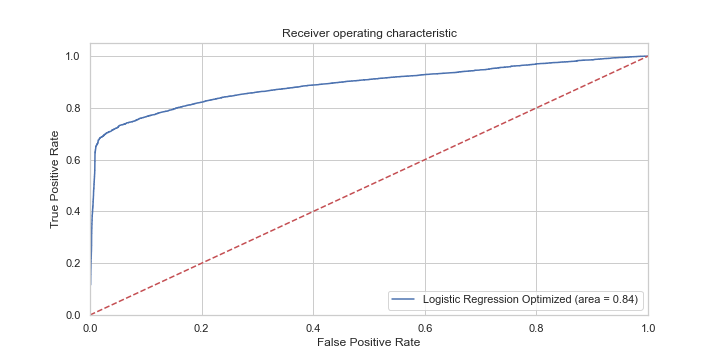 Receiver operating characteristic
True Positive Rate
1.0
0.8
0.6
0.4
0.2
0.0
Logistic Regression Optimized (area = 0.84)
0.0 0.2 0.4 0.6 0.8 1.0
False Positive Rate